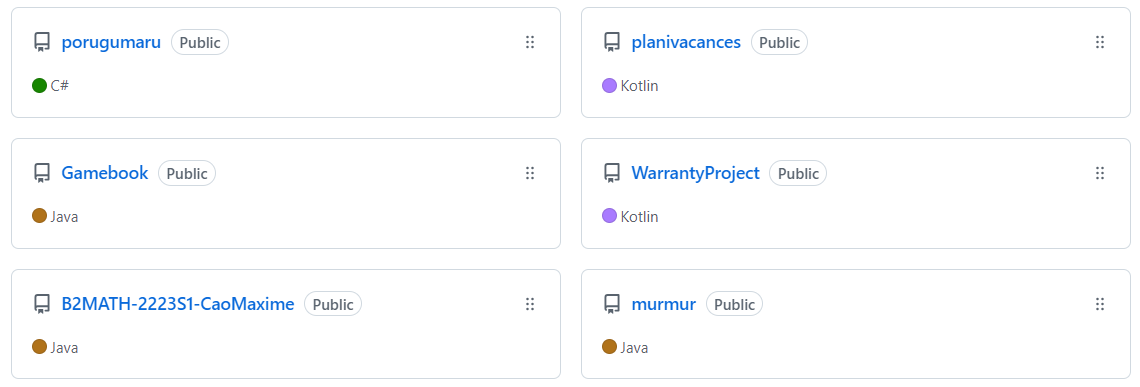 porugumaru Public
C#
planivacances Public
Kotlin
Gamebook Public
Java
WarrantyProject Public
Kotlin
B2MATH-2223S1-CaoMaxime Public
Java
murmur Public
Java